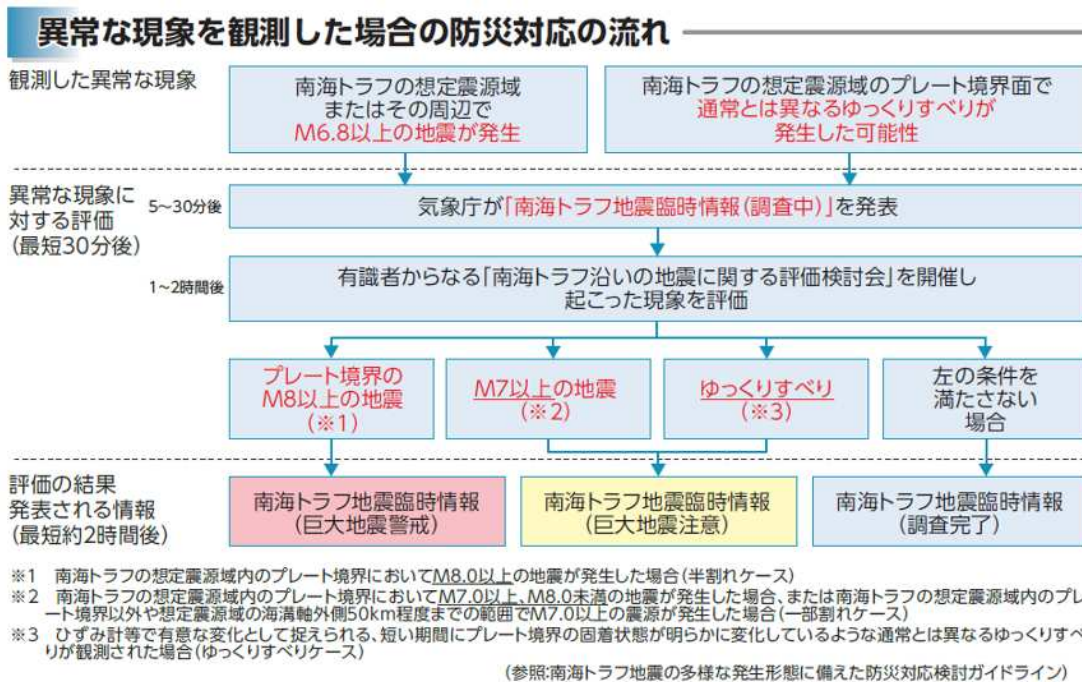 異常な現象を観測した場合の防災対応の流れ
観測した異常な現象
南海トラフの想定震源域
またはその周辺で
M6.8以上の地震が発生
南海トラフの想定震源域のプレート境界面で
通常とは異なるゆっくりすべりが
発生した可能性
異常な現象に
対する評価
(最短30分後)
5~30分後
気象庁が「南海トラフ地震臨時情報(調査中)」を発表
1~2時間後
有識者からなる「南海トラフ沿いの地震に関する評価検討会」を開催し
起こった現象を評価
プレート境界の
M8以上の地震
(※1)
M7以上の地震
(※2)
ゆっくりすべり
(※3)
左の条件を
満たさない
場合
評価の結果
発表される情報
(最短約2時間後)
南海トラフ地震臨時情報
(巨大地震警戒)
南海トラフ地震臨時情報
(巨大地震注意)
南海トラフ地震臨時情報
(調査完了)
※1 南海トラフの想定震源域内のプレート境界においてM8.0以上の地震が発生した場合(半割れケース)
※2 南海トラフの想定震源域内のプレート境界においてM7.0以上、M8.0未満の地震が発生した場合、または南海トラフの想定震源域内のプレ
ート境界以外や想定震源域の海溝軸外側50km程度までの範囲でM7.0以上の震源が発生した場合(一部割れケース)
※3 ひずみ計等で有意な変化として捉えられる、短い期間にプレート境界の固着状態が明らかに変化しているような通常とは異なるゆっくりすべ
りが観測された場合(ゆっくりすべりケース)
(参照:南海トラフ地震の多様な発生形態に備えた防災対応検討ガイドライン)